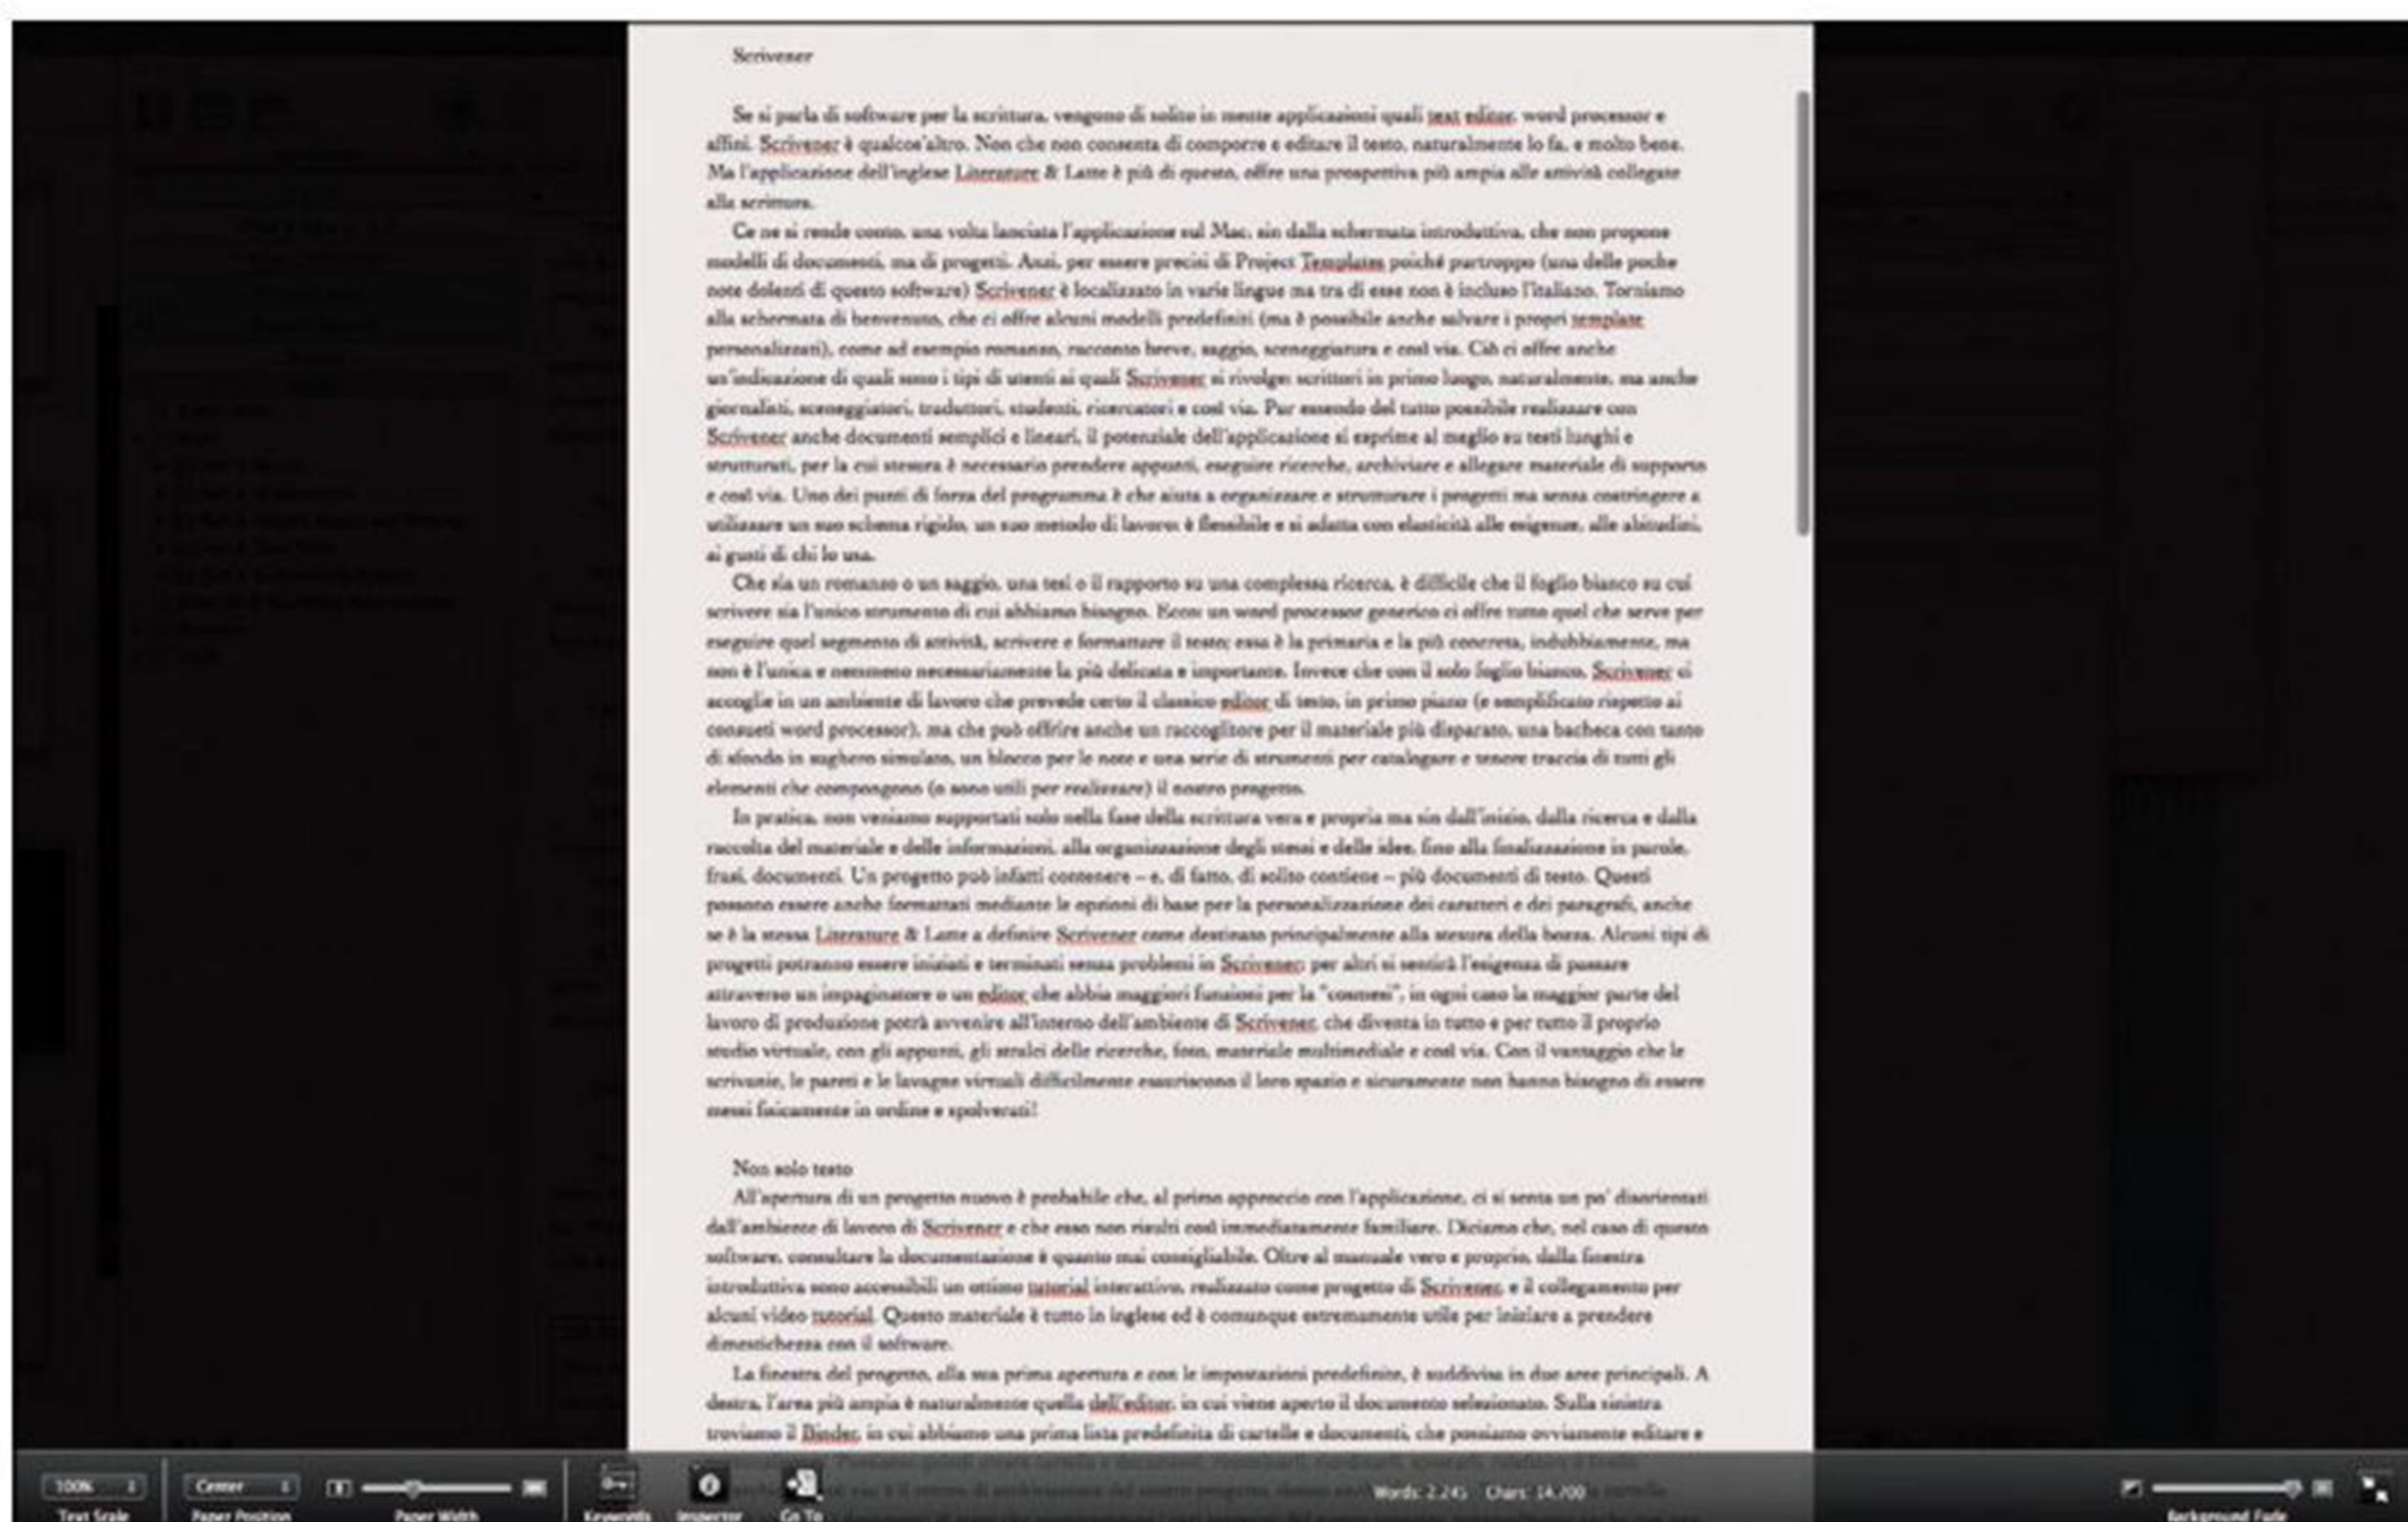 Scrivener
Se si parla di software per la scrittura, vengono di solito in mente applicazioni quali text editor, word processor e
affini. Scrivener è qualcos'altro. Non che non consenta di comporre e editare il testo, naturalmente lo fa, e molto bene.
Ma l'applicazione dell'inglese Literature & Latte è più di questo, offre una prospettiva più ampia alle attività collegate
alla scrittura.
Ce ne si rende conto, una volta lanciata l'applicazione sul Mac, sin dalla schermata introduttiva, che non propone
modelli di documenti, ma di progetti. Anzi, per essere precisi di Project Templates poiché purtroppo (una delle poche
note dolenti di questo software) Scrivener è localizzato in varie lingue ma tra di esse non è incluso l'italiano. Torniamo
alla schermata di benvenuto, che ci offre alcuni modelli predefiniti (ma è possibile anche salvare i propri template
personalizzati), come ad esempio romanzo, racconto breve, saggio, sceneggiatura e così via. Ciò ci offre anche
un'indicazione di quali sono i tipi di utenti ai quali Scrivener si rivolge: scrittori in primo luogo, naturalmente, ma anche
giornalisti, sceneggiatori, traduttori, studenti, ricercatori e così via. Pur essendo del tutto possibile realizzare con
Scrivener anche documenti semplici e lineari, il potenziale dell'applicazione si esprime al meglio su testi lunghi e
strutturati, per la cui stesura è necessario prendere appunti, eseguire ricerche, archiviare e allegare materiale di supporto
e così via. Uno dei punti di forza del programma è che aiuta a organizzare e strutturare i progetti ma senza costringere a
utilizzare un suo schema rigido, un suo metodo di lavoro: è flessibile e si adatta con elasticità alle esigenze, alle abitudini,
ai gusti di chi lo usa.
Che sia un romanzo o un saggio, una tesi o il rapporto su una complessa ricerca, è difficile che il foglio bianco su cui
scrivere sia l'unico strumento di cui abbiamo bisogno. Ecco: un word processor generico ci offre tutto quel che serve per
eseguire quel segmento di attività, scrivere e formattare il testo; essa è la primaria e la più concreta, indubbiamente, ma
non è l'unica e nemmeno necessariamente la più delicata e importante. Invece che con il solo foglio bianco, Scrivener ci
accoglie in un ambiente di lavoro che prevede certo il classico editor di testo, in primo piano (e semplificato rispetto ai
consueti word processor), ma che può offrire anche un raccoglitore per il materiale più disparato, una bacheca con tanto
di sfondo in sughero simulato, un blocco per le note e una serie di strumenti per catalogare e tenere traccia di tutti gli
elementi che compongono (o sono utili per realizzare) il nostro progetto.
In pratica, non veniamo supportati solo nella fase della scrittura vera e propria ma sin dall'inizio, dalla ricerca e dalla
raccolta del materiale e delle informazioni, alla organizzazione degli stessi e delle idee, fino alla finalizzazione in parole,
frasi, documenti. Un progetto può infatti contenere – e, di fatto, di solito contiene – più documenti di testo. Questi
possono essere anche formattati mediante le opzioni di base per la personalizzazione dei caratteri e dei paragrafi, anche
se è la stessa Literature & Latte a definire Scrivener come destinato principalmente alla stesura della bozza. Alcuni tipi di
progetti potranno essere iniziati e terminati senza problemi in Scrivener; per altri si sentirà l'esigenza di passare
attraverso un impaginatore o un editor che abbia maggiori funzioni per la "cosmesi", in ogni caso la maggior parte del
lavoro di produzione potrà avvenire all'interno dell'ambiente di Scrivener, che diventa in tutto e per tutto il proprio
studio virtuale, con gli appunti, gli stralci delle ricerche, foto, materiale multimediale e così via. Con il vantaggio che le
scrivanie, le pareti e le lavagne virtuali difficilmente esauriscono il loro spazio e sicuramente non hanno bisogno di essere
messi fisicamente in ordine e spolverati!
Non solo testo
All'apertura di un progetto nuovo è probabile che, al primo approccio con l'applicazione, ci si senta un po' disorientati
dall'ambiente di lavoro di Scrivener e che esso non risulti così immediatamente familiare. Diciamo che, nel caso di questo
software, consultare la documentazione è quanto mai consigliabile. Oltre al manuale vero e proprio, dalla finestra
introduttiva sono accessibili un ottimo tutorial interattivo, realizzato come progetto di Scrivener, e il collegamento per
alcuni video tutorial. Questo materiale è tutto in inglese ed è comunque estremamente utile per iniziare a prendere
dimestichezza con il software.
La finestra del progetto, alla sua prima apertura e con le impostazioni predefinite, è suddivisa in due aree principali. A
destra, l'area più ampia è naturalmente quella dell'editor, in cui viene aperto il documento selezionato. Sulla sinistra
troviamo il Binder, in cui abbiamo una prima lista predefinita di cartelle e documenti, che possiamo ovviamente editare e
100% Center Words: 2.245 Chars: 14.700
Text Scale Paper Position Paper Width Keywords Inspector Go To Background Fade